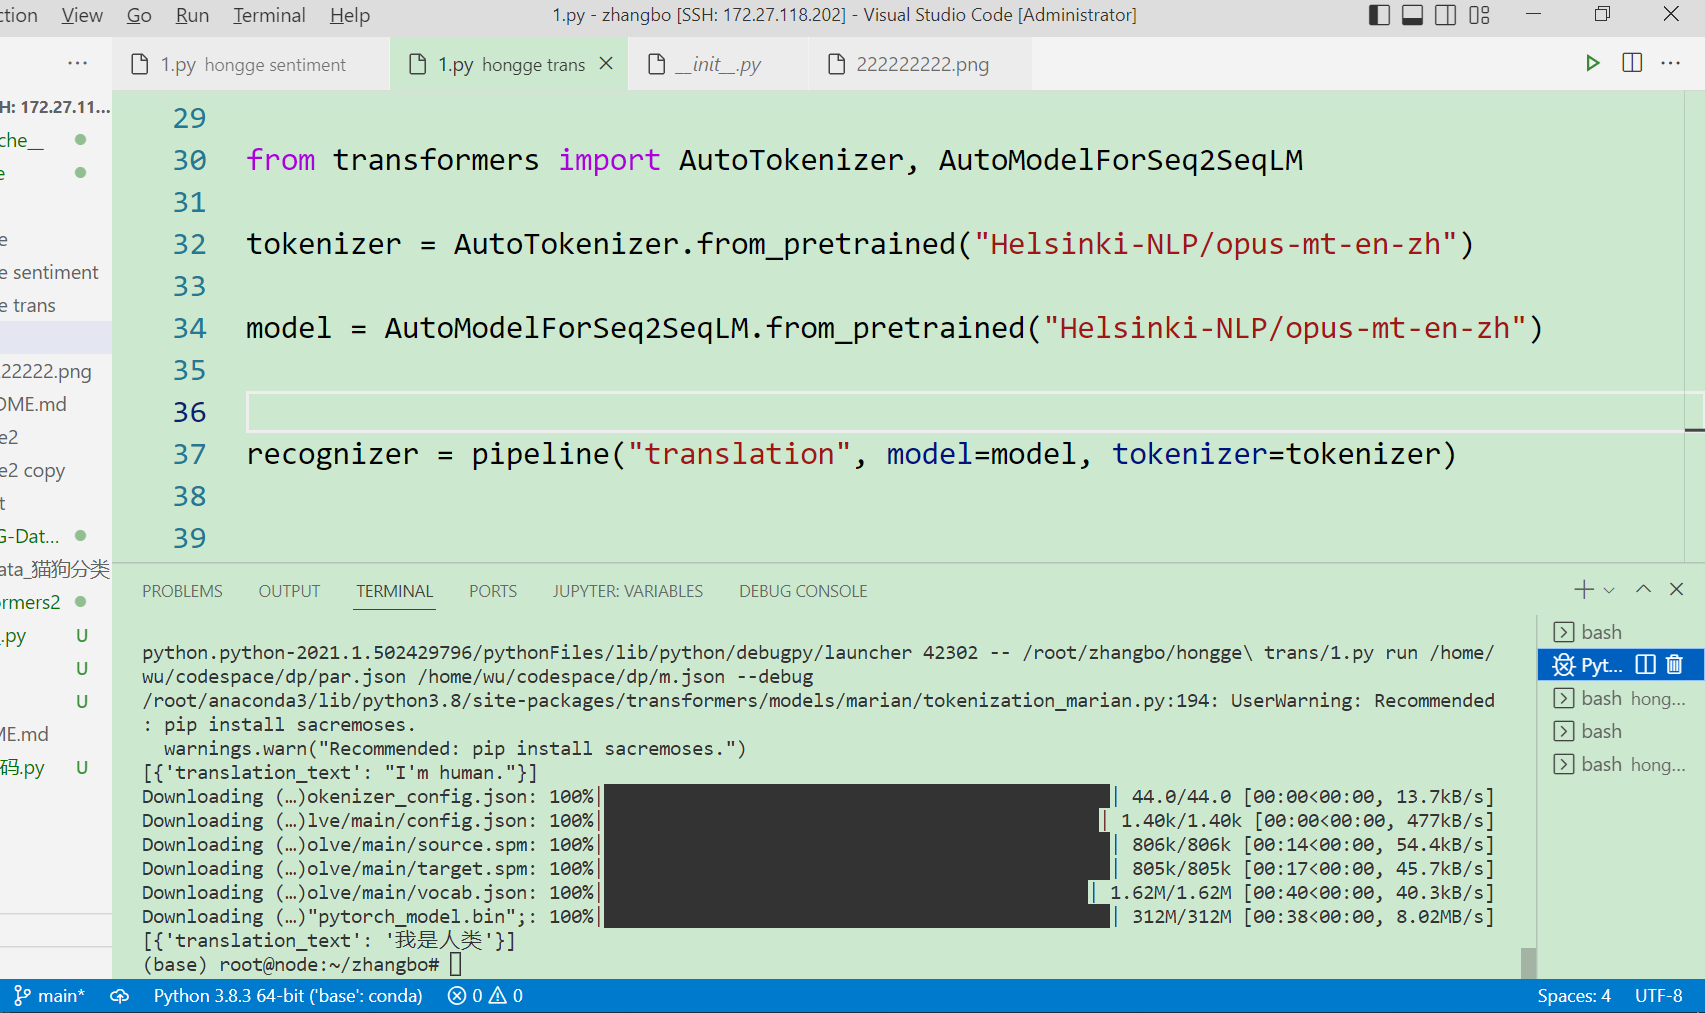 ction View Go Run Terminal Help 1.py - zhangbo [SSH: 172.27.118.202] - Visual Studio Code [Administrator]
1.py hongge sentiment 1.py hongge trans __init__.py 222222222.png
H: 172.27.11...
che__
e
e
e sentiment
e trans
22222.png
OME.md
e2
e2 copy
t
G-Dat...
ata_猫狗分类
ormers2
.py U
U
U
ME.md
码.py U
29
30 from transformers import AutoTokenizer, AutoModelForSeq2SeqLM
31
32 tokenizer = AutoTokenizer.from_pretrained("Helsinki-NLP/opus-mt-en-zh")
33
34 model = AutoModelForSeq2SeqLM.from_pretrained("Helsinki-NLP/opus-mt-en-zh")
35
36
37 recognizer = pipeline("translation", model=model, tokenizer=tokenizer)
38
39
PROBLEMS OUTPUT TERMINAL PORTS JUPYTER: VARIABLES DEBUG CONSOLE
python.python-2021.1.502429796/pythonFiles/lib/python/debugpy/launcher 42302 -- /root/zhangbo/hongge\ trans/1.py run /home/
wu/codespace/dp/par.json /home/wu/codespace/dp/m.json --debug
/root/anaconda3/lib/python3.8/site-packages/transformers/models/marian/tokenization_marian.py:194: UserWarning: Recommended
: pip install sacremoses.
warnings.warn("Recommended: pip install sacremoses.")
[{'translation_text': "I'm human."}]
Downloading (…)okenizer_config.json: 100%| | 44.0/44.0 [00:00<00:00, 13.7kB/s]
Downloading (…)lve/main/config.json: 100%| | 1.40k/1.40k [00:00<00:00, 477kB/s]
Downloading (…)olve/main/source.spm: 100%| | 806k/806k [00:14<00:00, 54.4kB/s]
Downloading (…)olve/main/target.spm: 100%| | 805k/805k [00:17<00:00, 45.7kB/s]
Downloading (…)olve/main/vocab.json: 100%| | 1.62M/1.62M [00:40<00:00, 40.3kB/s]
Downloading (…)"pytorch_model.bin";: 100%| | 312M/312M [00:38<00:00, 8.02MB/s]
[{'translation_text': '我是人类'}]
(base) root@node:~/zhangbo#
bash
Pyt...
bash hong...
bash
bash hong...
main* Python 3.8.3 64-bit ('base': conda) 0 0 Spaces: 4 UTF-8